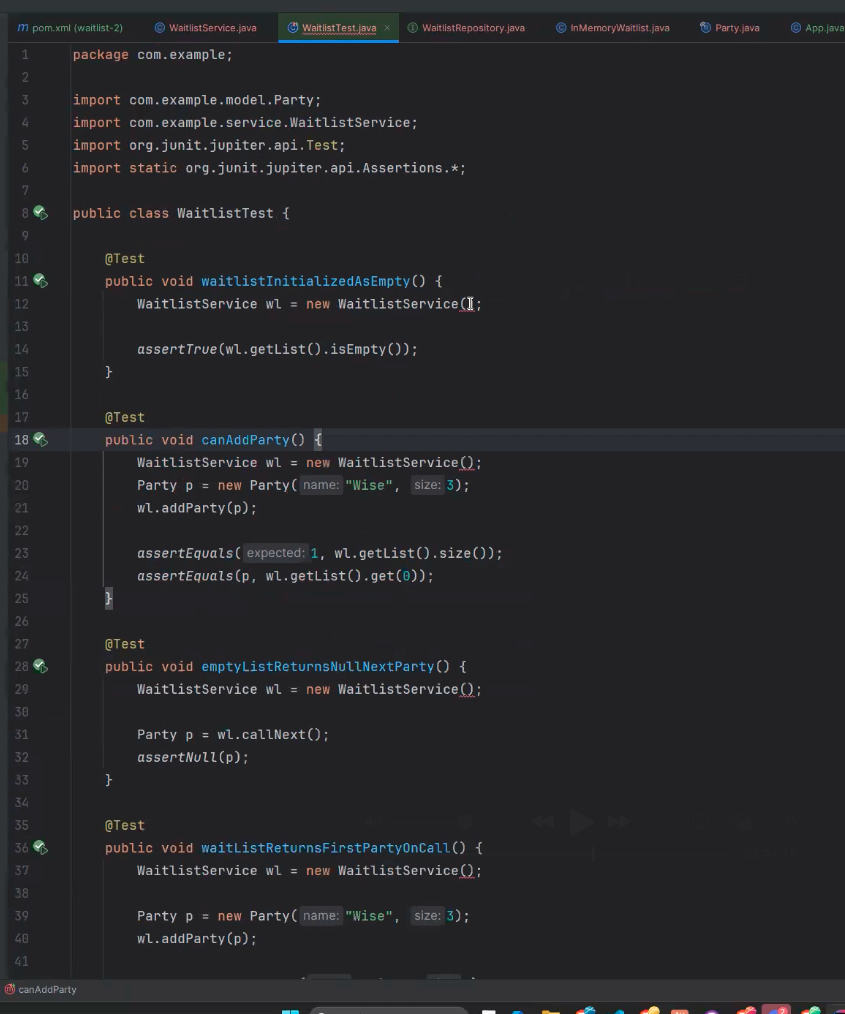 pom.xml (waitlist-2) WaitlistService.java WaitlistTest.java × WaitlistRepository.java InMemoryWaitlist.java Party.java App.java
1 package com.example;
2
3 import com.example.model.Party;
4 import com.example.service.WaitlistService;
5 import org.junit.jupiter.api.Test;
6 import static org.junit.jupiter.api.Assertions.*;
7
8 public class WaitlistTest {
9
10 @Test
11 public void waitlistInitializedAsEmpty() {
12 WaitlistService wl = new WaitlistService();
13
14 assertTrue(wl.getList().isEmpty());
15 }
16
17 @Test
18 public void canAddParty() {
19 WaitlistService wl = new WaitlistService();
20 Party p = new Party( name: "Wise", size: 3);
21 wl.addParty(p);
22
23 assertEquals( expected: 1, wl.getList().size());
24 assertEquals(p, wl.getList().get(0));
25 }
26
27 @Test
28 public void emptyListReturnsNullNextParty() {
29 WaitlistService wl = new WaitlistService();
30
31 Party p = wl.callNext();
32 assertNull(p);
33 }
34
35 @Test
36 public void waitListReturnsFirstPartyOnCall() {
37 WaitlistService wl = new WaitlistService();
38
39 Party p = new Party( name: "Wise", size: 3);
40 wl.addParty(p);
41
canAddParty